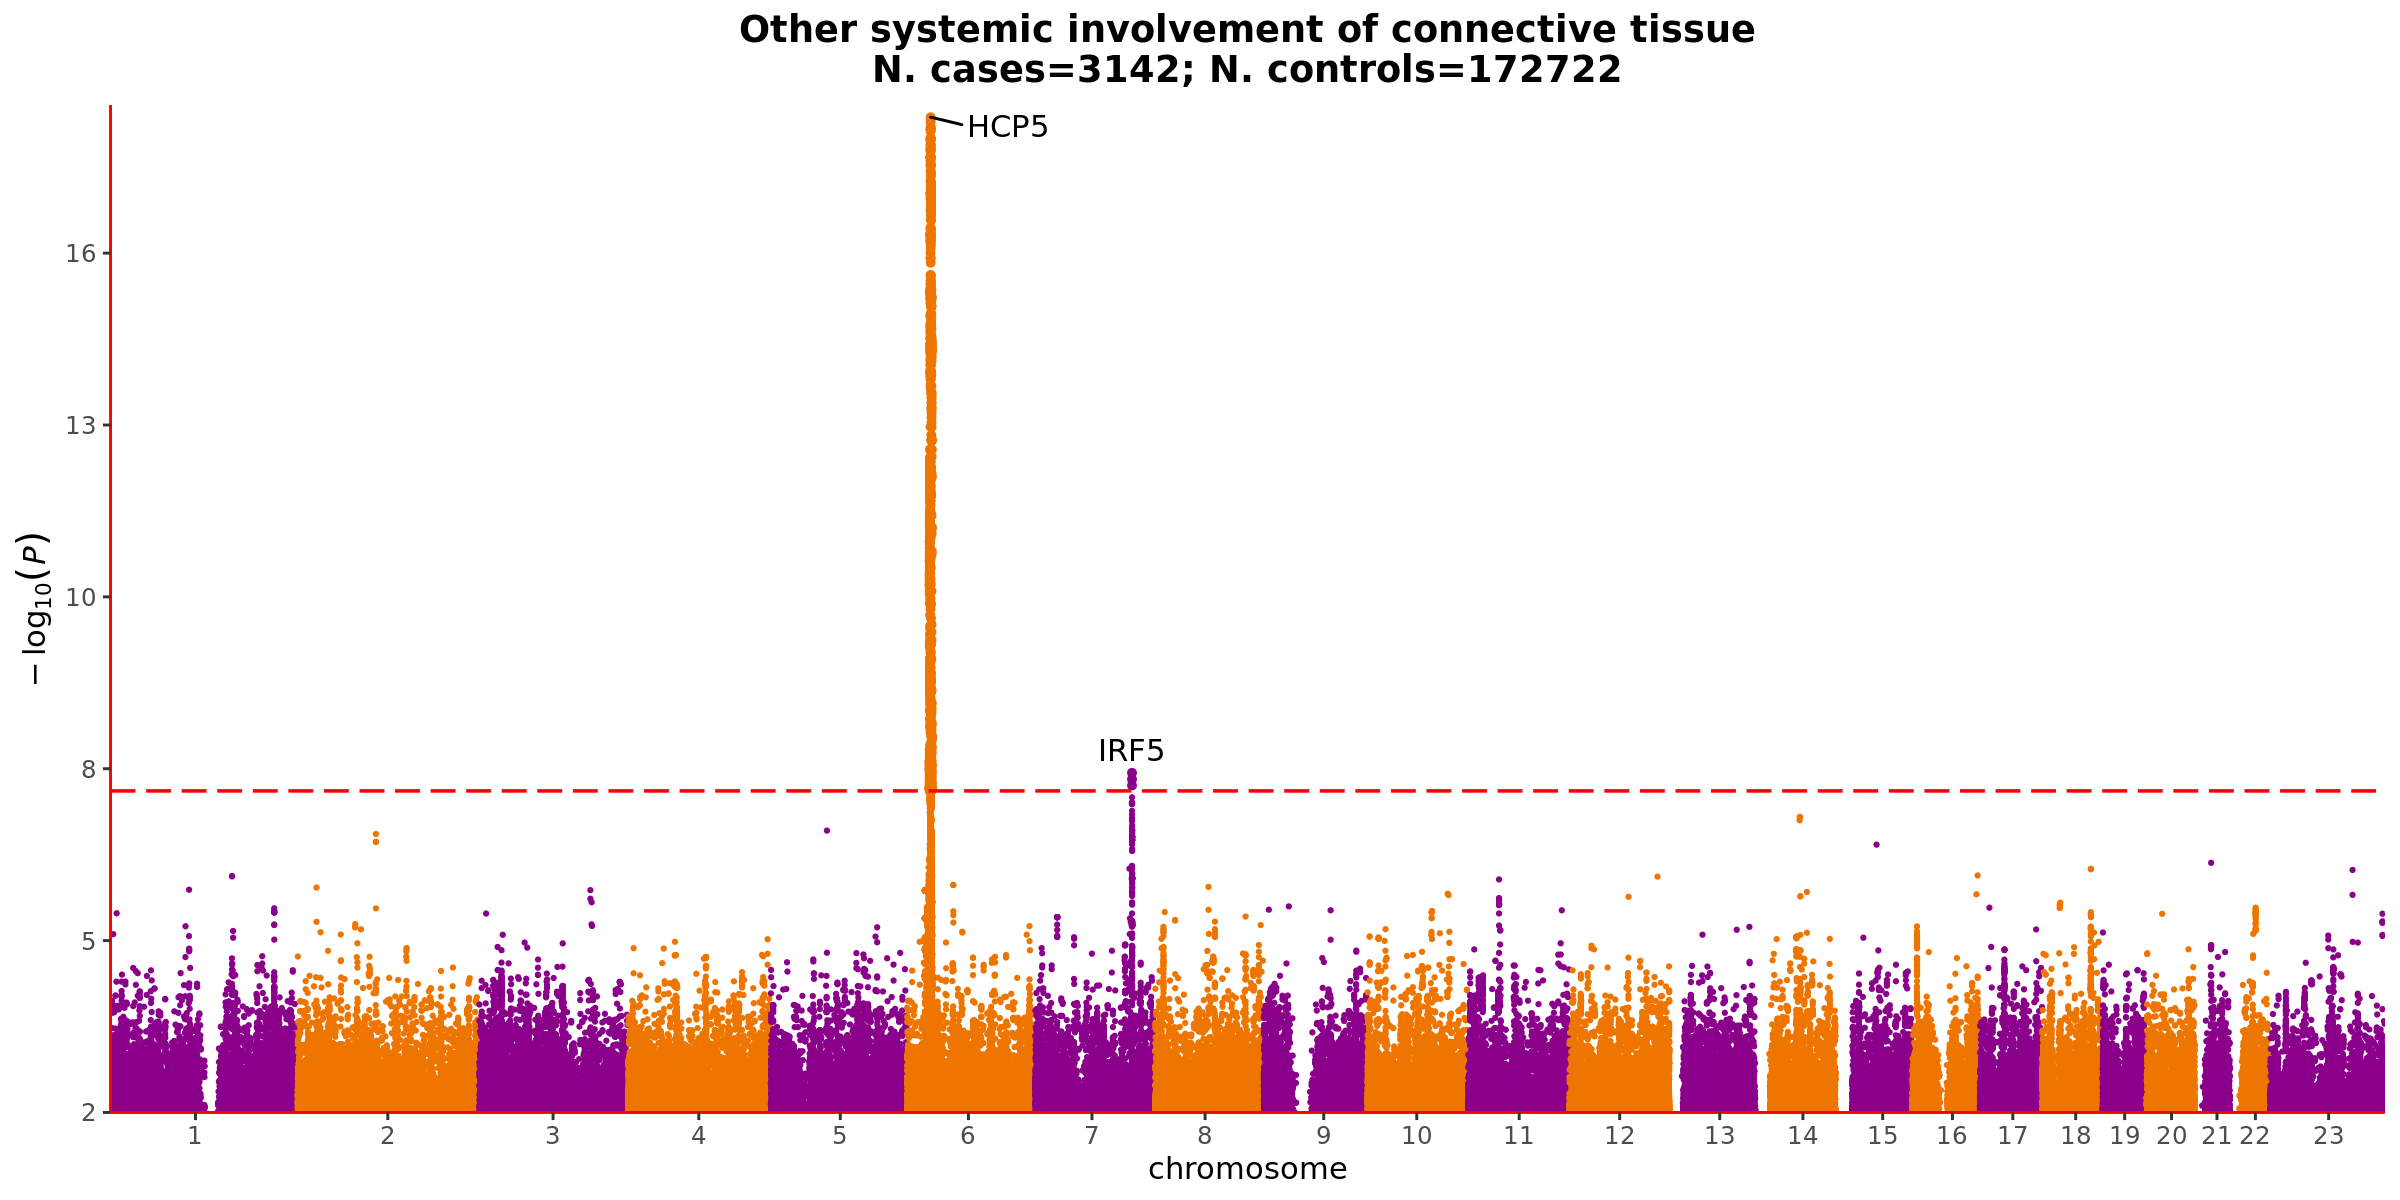 Other systemic involvement of connective tissue
N. cases=3142; N. controls=172722
HCP5
16
13
10
IRF5
8
5
2
−log10(P)
1 2 3 4 5 6 7 8 9 10 11 12 13 14 15 16 17 18 19 20 21 22 23
chromosome